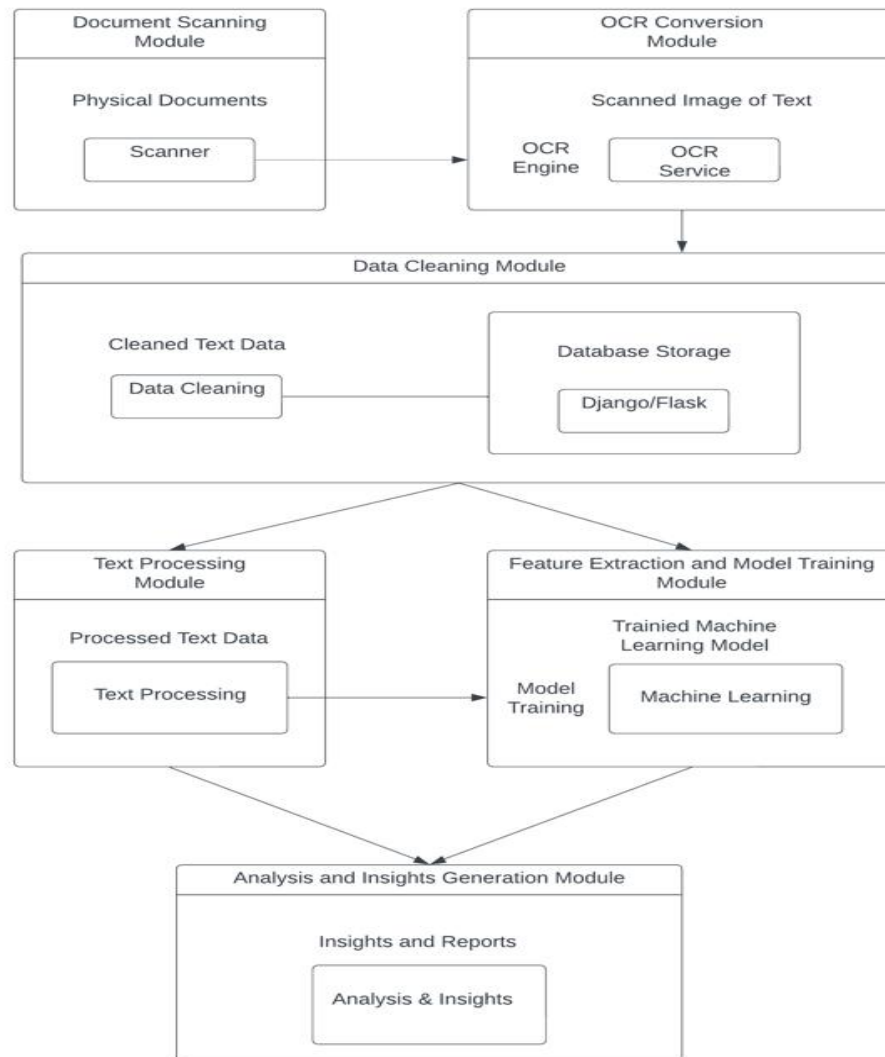 Document Scanning
Module
OCR Conversion
Module
Physical Documents
Scanner
Scanned Image of Text
OCR
Engine
OCR
Service
Data Cleaning Module
Cleaned Text Data
Data Cleaning
Database Storage
Django/Flask
Text Processing
Module
Feature Extraction and Model Training
Module
Processed Text Data
Text Processing
Trainied Machine
Learning Model
Model
Training
Machine Learning
Analysis and Insights Generation Module
Insights and Reports
Analysis & Insights